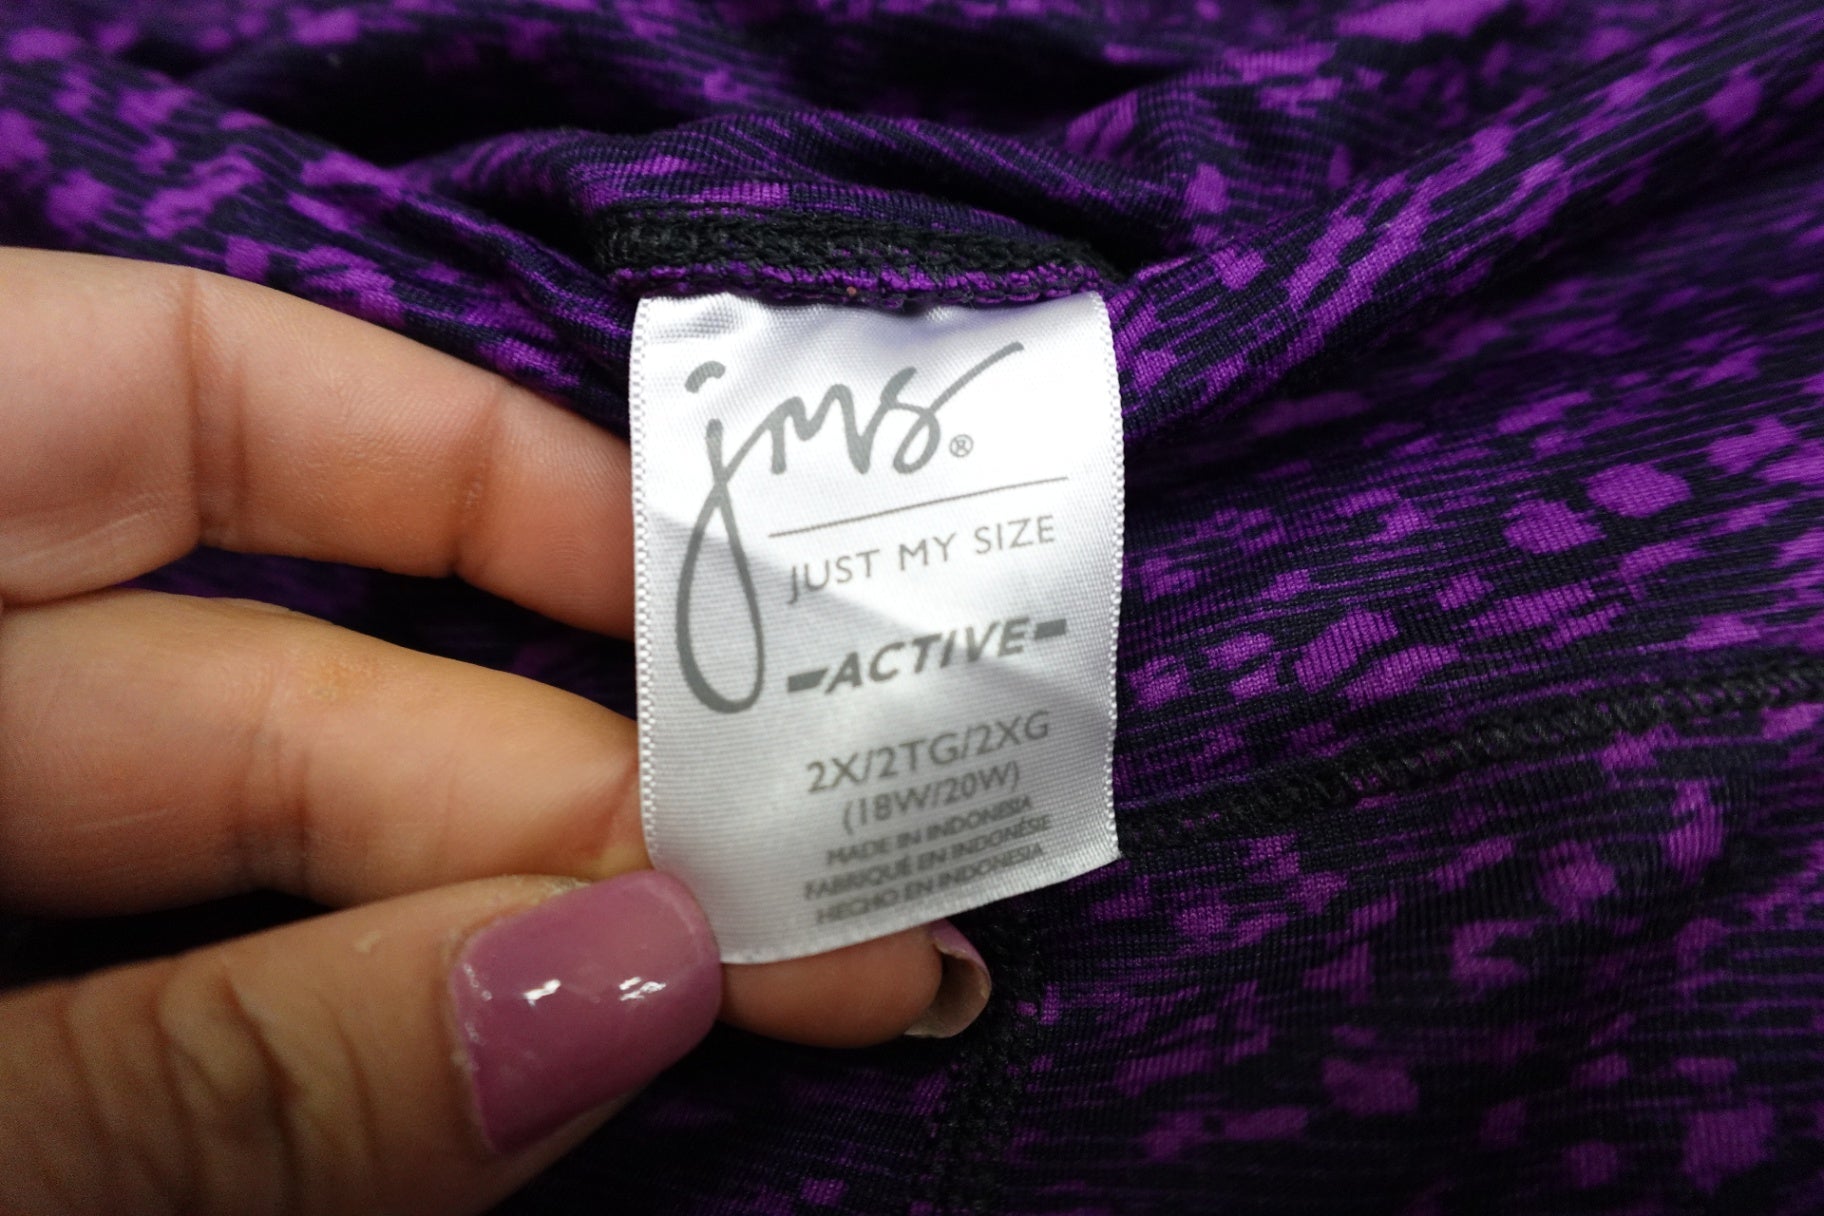 jms®
JUST MY SIZE
ACTIVE
2X/2TG/2XG
(18W/20W)
MADE IN INDONESIA
FABRIQUÉ EN INDONÉSIE
HECHO EN INDONESIA